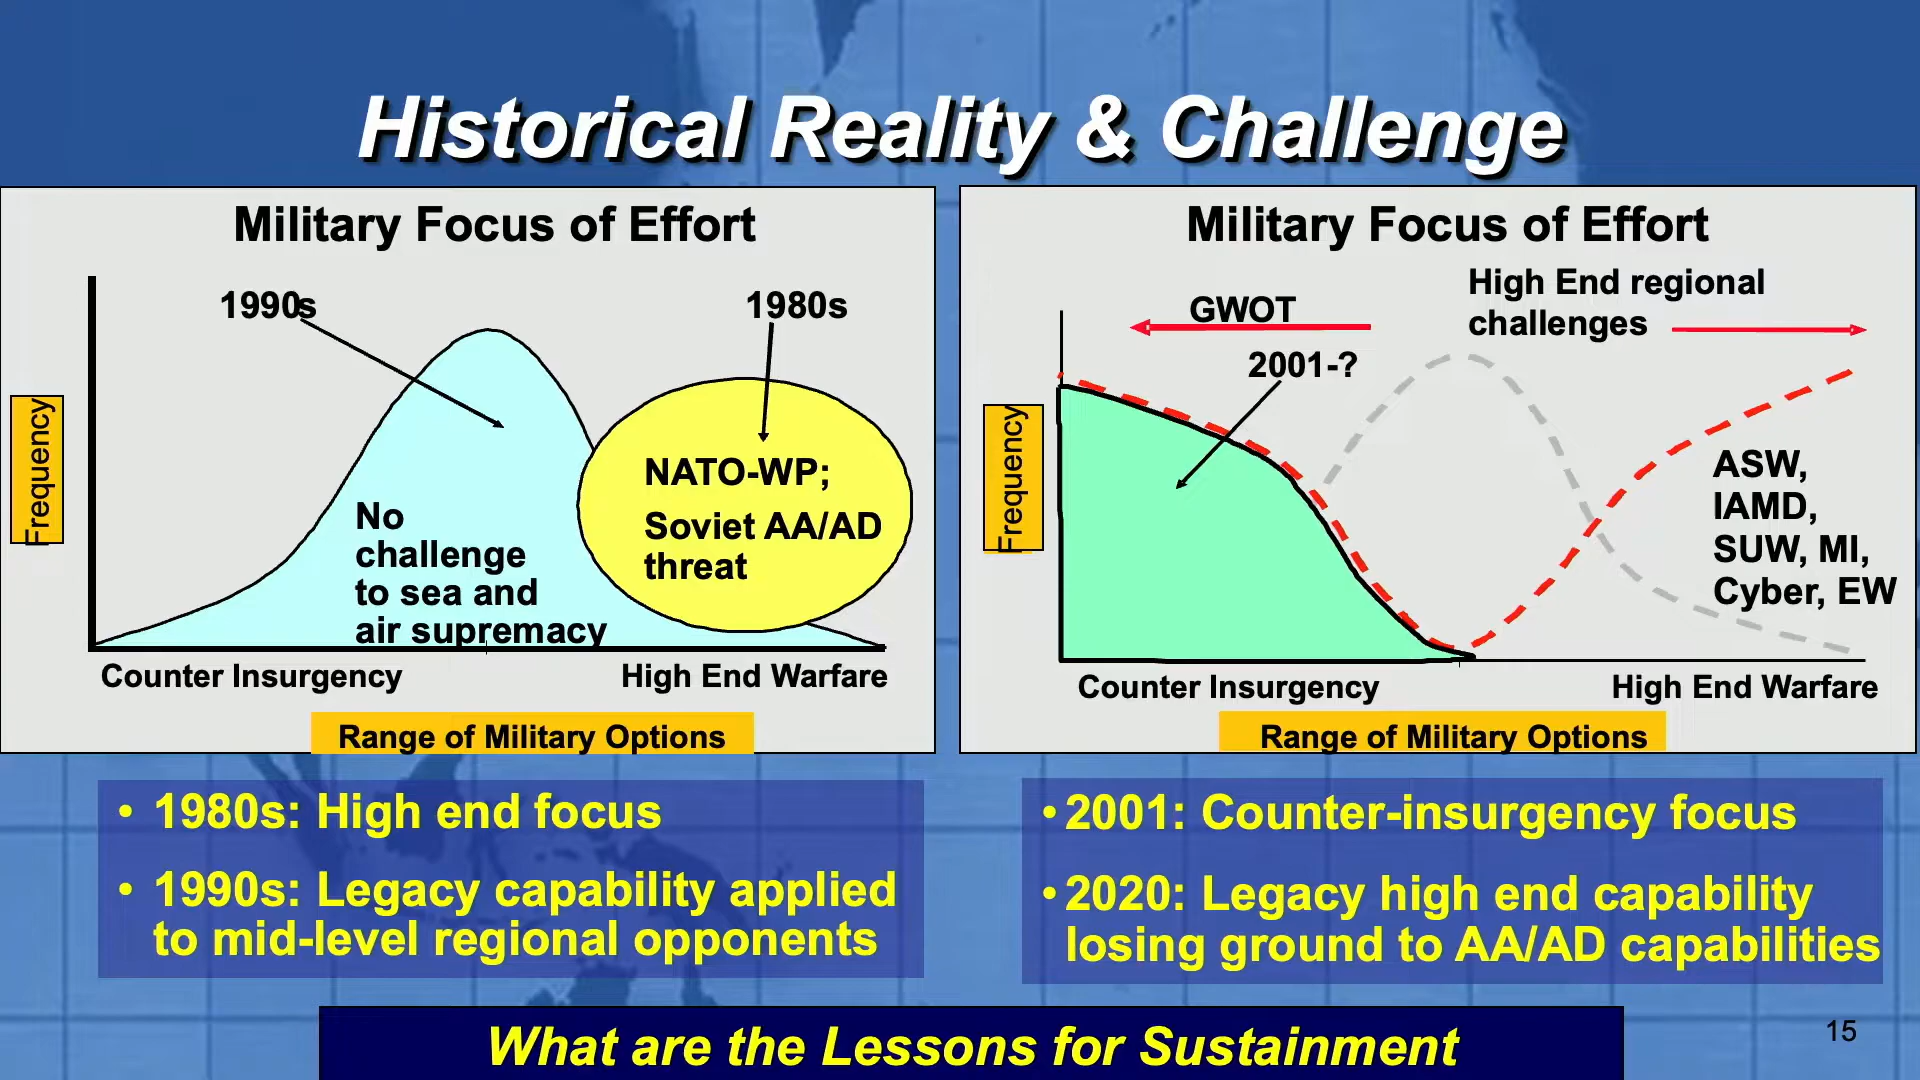 Historical Reality & Challenge
Military Focus of Effort
1990s
1980s
Frequency
NATO-WP;
Soviet AA/AD
threat
No
challenge
to sea and
air supremacy
Counter Insurgency
High End Warfare
Range of Military Options
Military Focus of Effort
High End regional
challenges
GWOT
2001-?
Frequency
ASW,
IAMD,
SUW, MI,
Cyber, EW
Counter Insurgency
High End Warfare
Range of Military Options
• 1980s: High end focus
• 1990s: Legacy capability applied
to mid-level regional opponents
• 2001: Counter-insurgency focus
• 2020: Legacy high end capability
losing ground to AA/AD capabilities
What are the Lessons for Sustainment
15